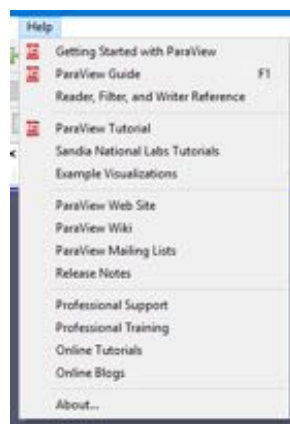 Help
Getting Started with ParaView
ParaView Guide F1
Reader, Filter, and Writer Reference
ParaView Tutorial
Sandia National Labs Tutorials
Example Visualizations
ParaView Web Site
ParaView Wiki
ParaView Mailing Lists
Release Notes
Professional Support
Professional Training
Online Tutorials
Online Blogs
About...